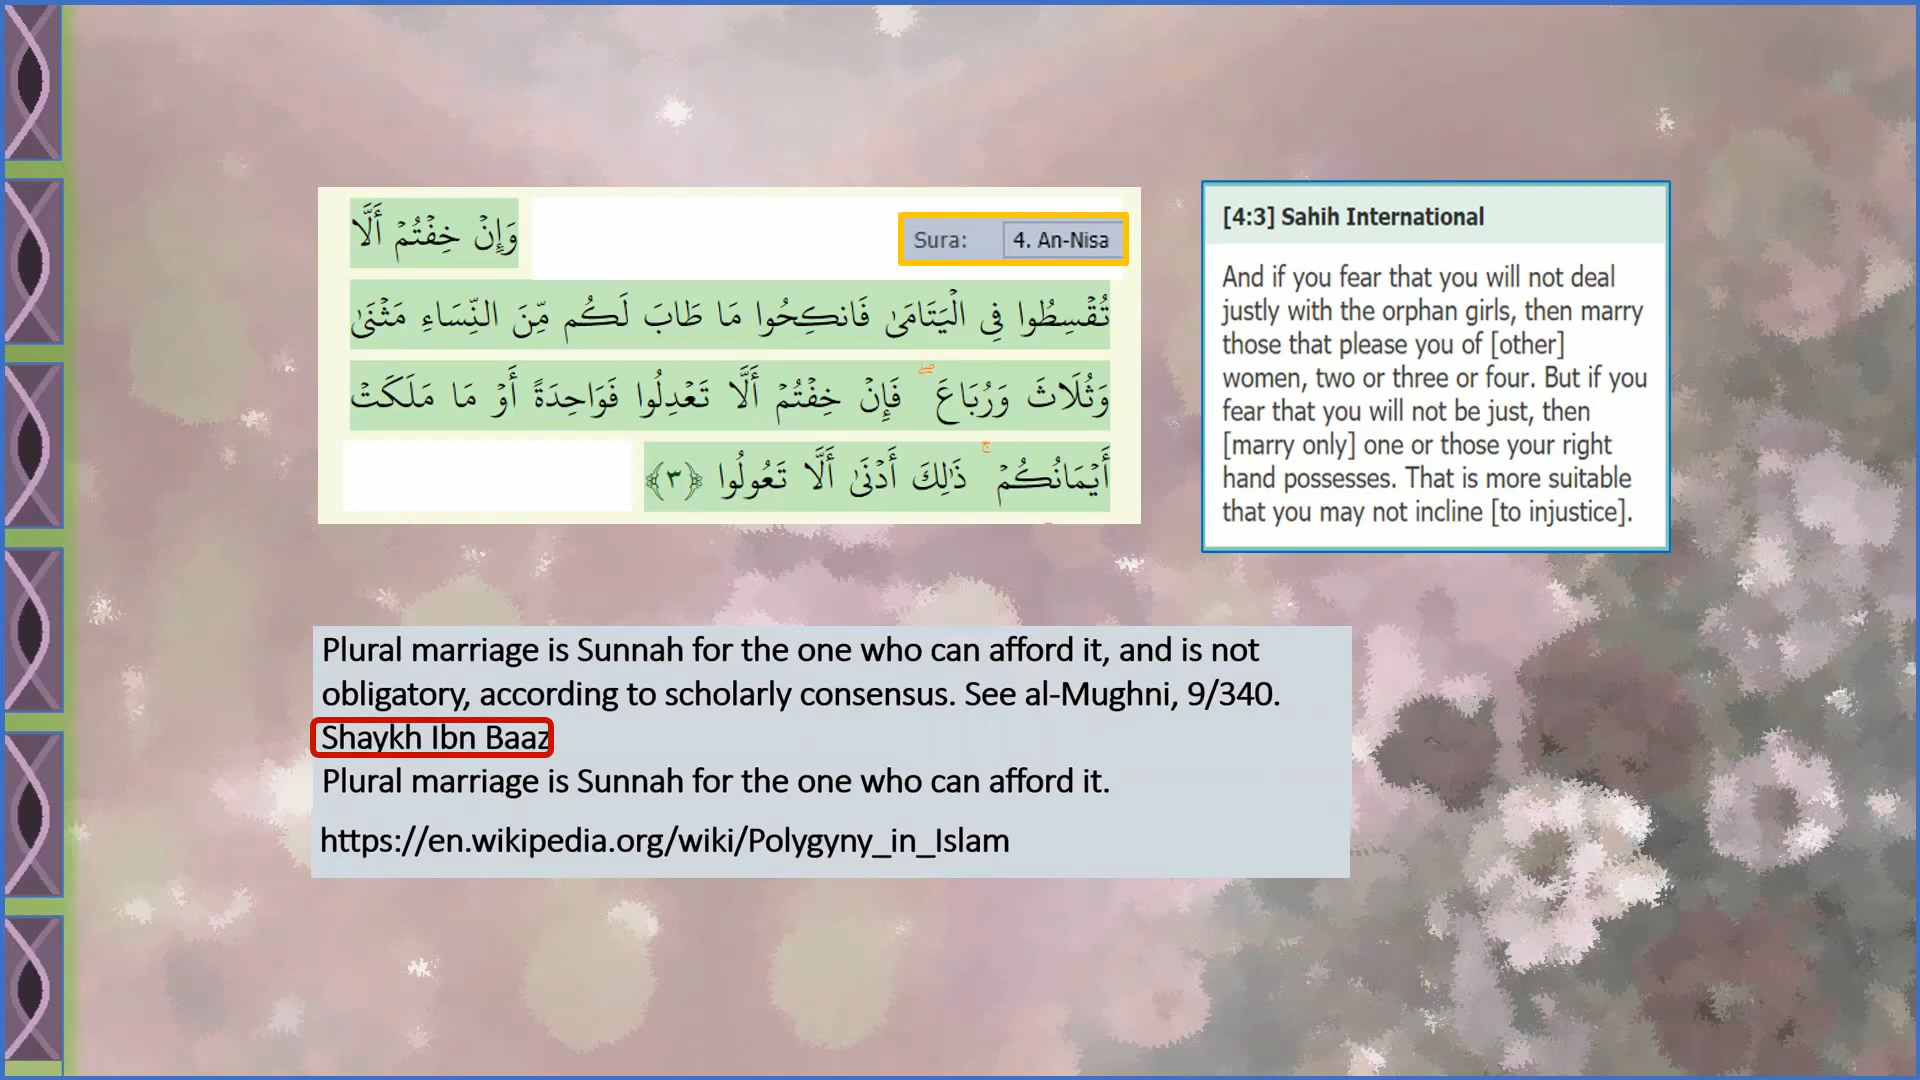 وَإِنْ خِفْتُمْ أَلَّا
Sura: 4. An-Nisa
تُقْسِطُوا فِي الْيَتَامَىٰ فَانكِحُوا مَا طَابَ لَكُم مِّنَ النِّسَاءِ مَثْنَىٰ
وَثُلَاثَ وَرُبَاعَ ۖ فَإِنْ خِفْتُمْ أَلَّا تَعْدِلُوا فَوَاحِدَةً أَوْ مَا مَلَكَتْ
أَيْمَانُكُمْ ۚ ذَٰلِكَ أَدْنَىٰ أَلَّا تَعُولُوا ﴿٣﴾
[4:3] Sahih International
And if you fear that you will not deal
justly with the orphan girls, then marry
those that please you of [other]
women, two or three or four. But if you
fear that you will not be just, then
[marry only] one or those your right
hand possesses. That is more suitable
that you may not incline [to injustice].
Plural marriage is Sunnah for the one who can afford it, and is not
obligatory, according to scholarly consensus. See al-Mughni, 9/340.
Shaykh Ibn Baaz
Plural marriage is Sunnah for the one who can afford it.
https://en.wikipedia.org/wiki/Polygyny_in_Islam